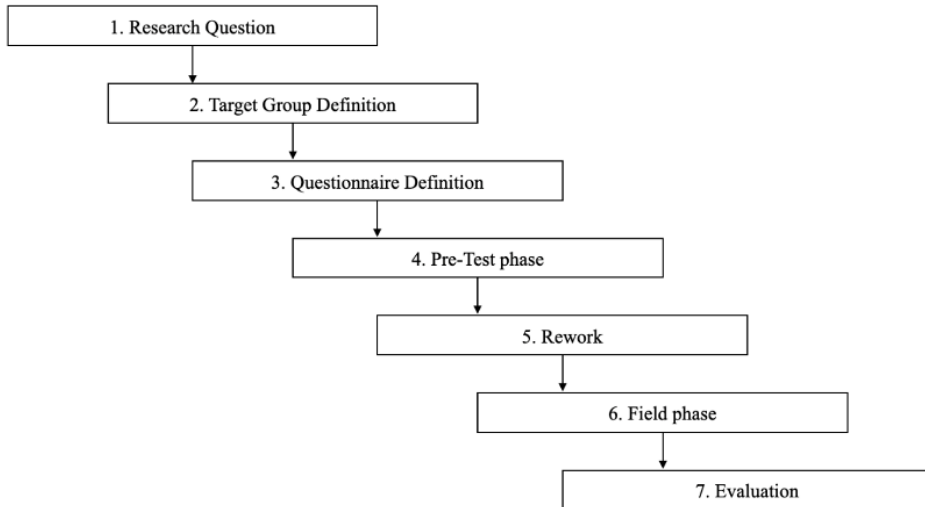 1. Research Question
2. Target Group Definition
3. Questionnaire Definition
4. Pre-Test phase
5. Rework
6. Field phase
7. Evaluation